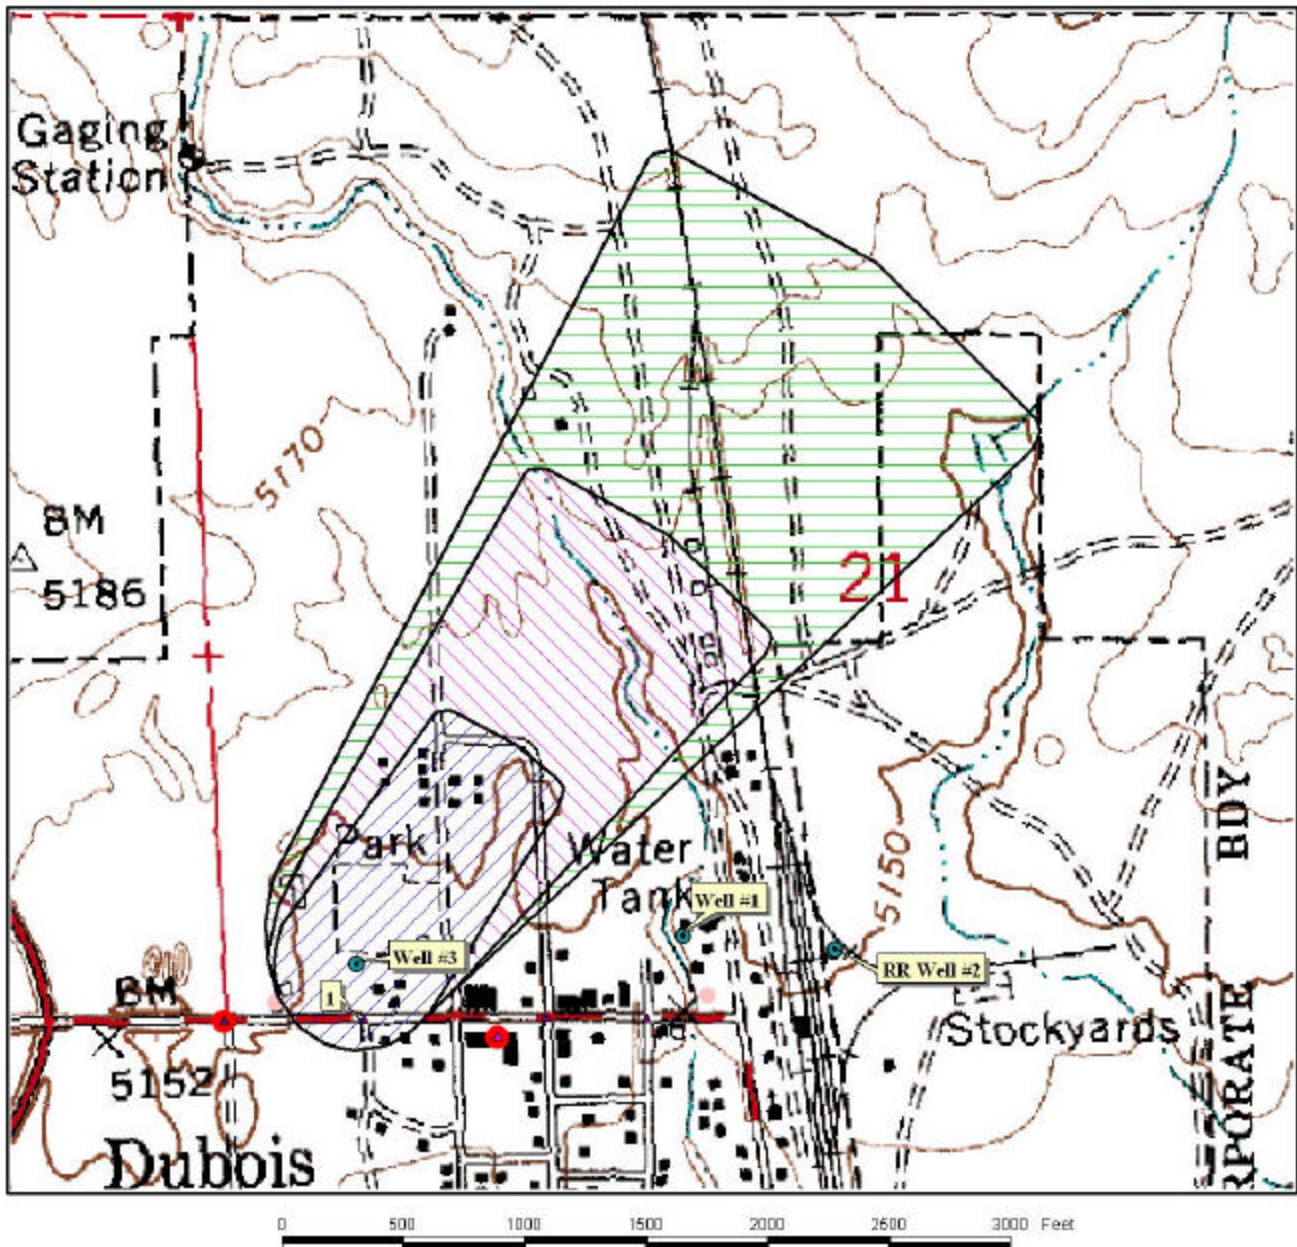 Gaging
Station
5170
BM
5186
21
Park
Water
Tank
Well #1
Well #3
RR Well #2
1
5150
BDY
BM
5152
Stockyards
RPORATE
Dubois
0 500 1000 1500 2000 2500 3000 Feet